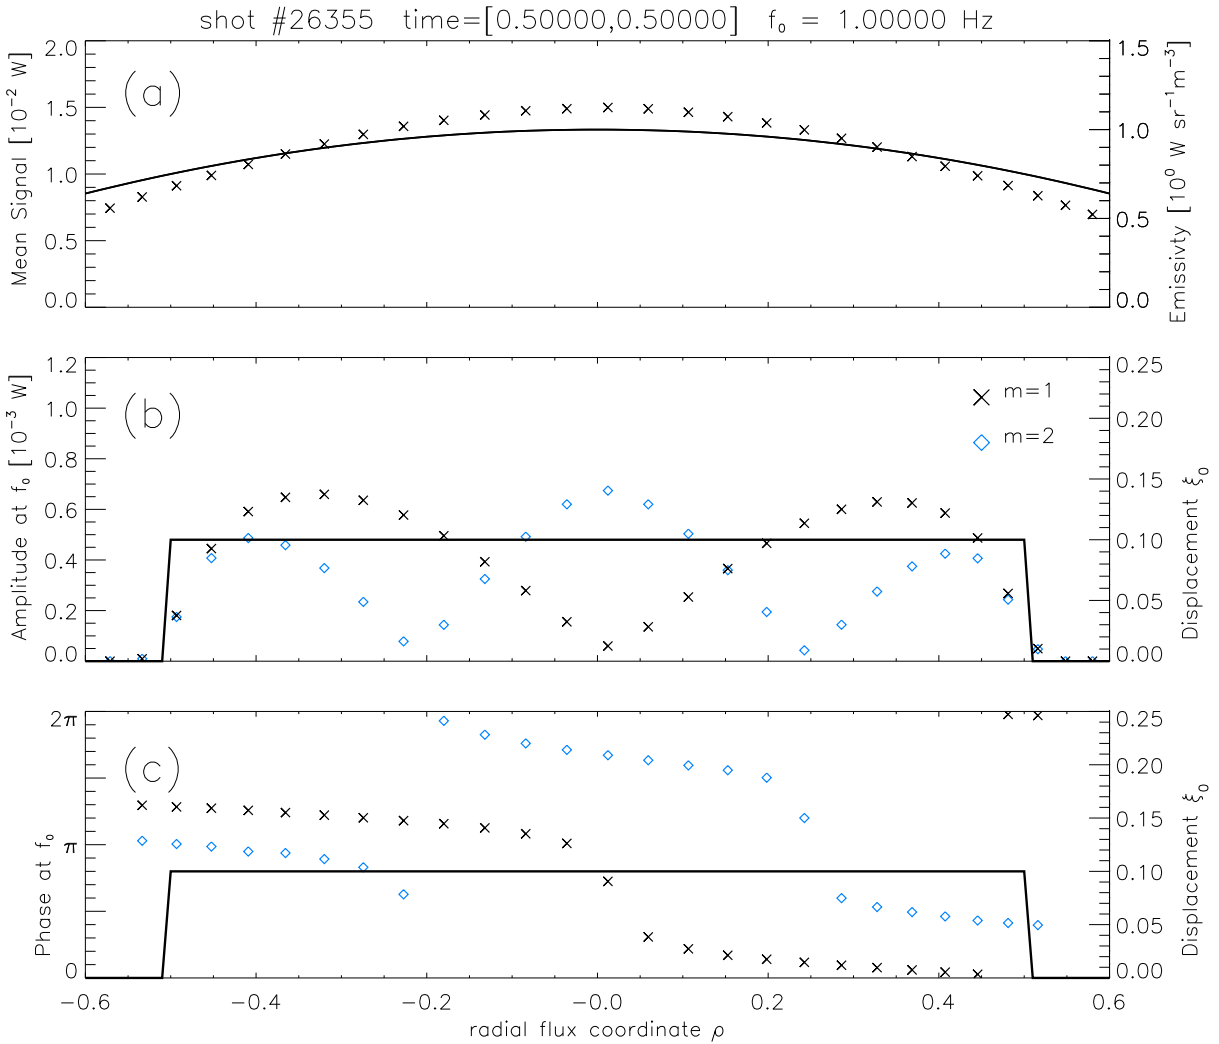 shot #26355 time=[0.50000,0.50000] f₀ = 1.00000 Hz
(a)
Mean Signal [10⁻² W]
2.0
1.5
1.0
0.5
0.0
1.5
1.0
0.5
0.0
Emissivty [10⁰ W sr⁻¹m⁻³]
(b)
Amplitude at f₀ [10⁻³ W]
1.2
1.0
0.8
0.6
0.4
0.2
0.0
m=1
m=2
0.25
0.20
0.15
0.10
0.05
0.00
Displacement ξ₀
(c)
Phase at f₀
2π
π
0
0.25
0.20
0.15
0.10
0.05
0.00
Displacement ξ₀
−0.6 −0.4 −0.2 −0.0 0.2 0.4 0.6
radial flux coordinate ρ